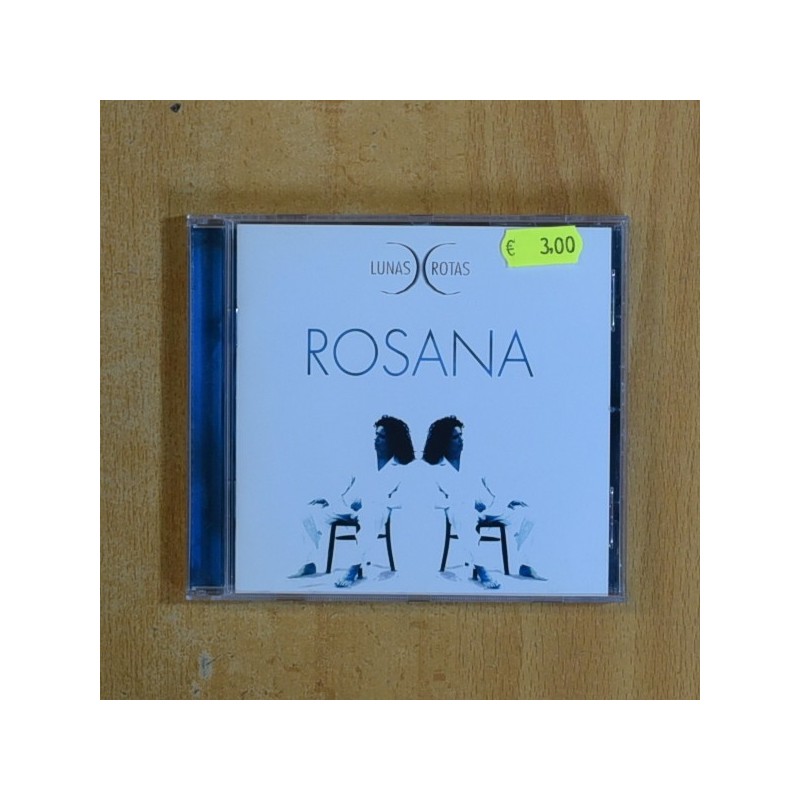 LUNAS ROTAS
€ 3,00
ROSANA